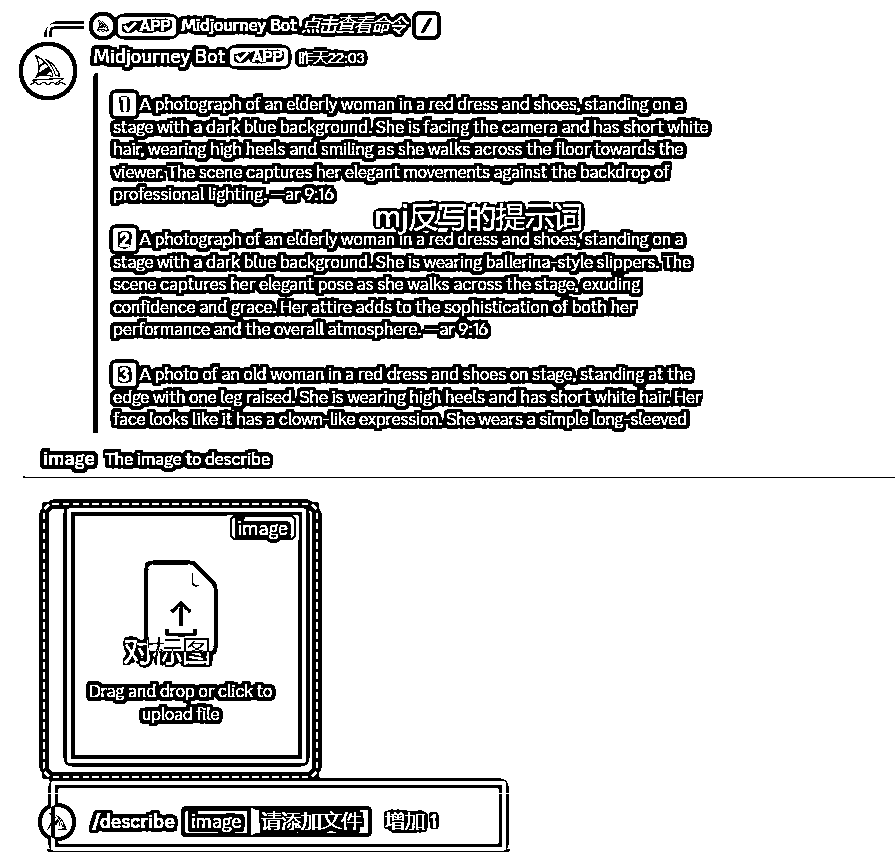 APP Midjourney Bot 点击查看命令 /
Midjourney Bot APP 昨天22:03
1 A photograph of an elderly woman in a red dress and shoes, standing on a
stage with a dark blue background. She is facing the camera and has short white
hair, wearing high heels and smiling as she walks across the floor towards the
viewer. The scene captures her elegant movements against the backdrop of
professional lighting. —ar 9:16
mj反写的提示词
2 A photograph of an elderly woman in a red dress and shoes, standing on a
stage with a dark blue background. She is wearing ballerina-style slippers. The
scene captures her elegant pose as she walks across the stage, exuding
confidence and grace. Her attire adds to the sophistication of both her
performance and the overall atmosphere. —ar 9:16
3 A photo of an old woman in a red dress and shoes on stage, standing at the
edge with one leg raised. She is wearing high heels and has short white hair. Her
face looks like it has a clown-like expression. She wears a simple long-sleeved
image The image to describe
image
对标图
Drag and drop or click to
upload file
/describe image 请添加文件 增加 1